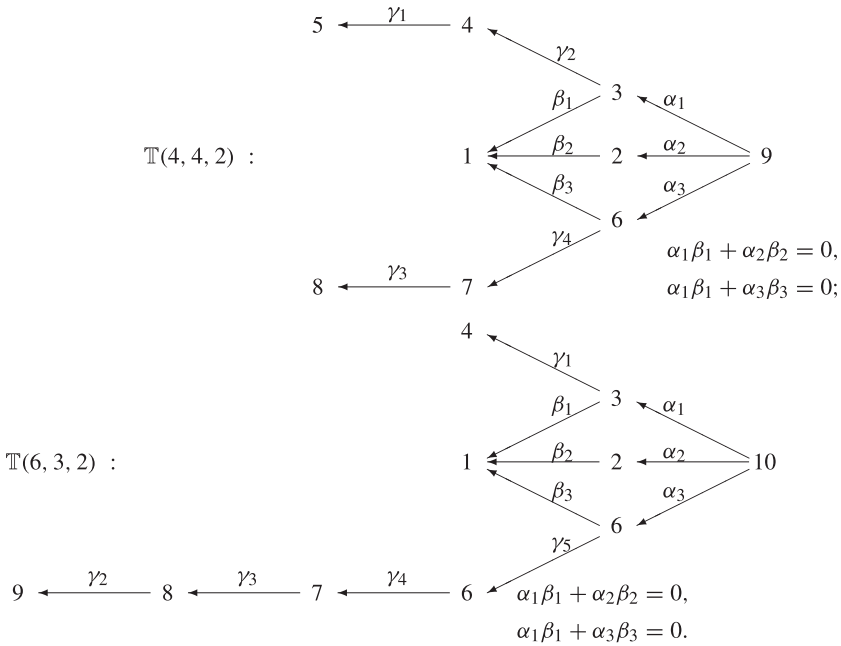 5 γ1 4
γ2
3
β1 α1
𝕋(4, 4, 2) : 1 β2 2 α2 9
β3 α3
6
γ4
α1β1 + α2β2 = 0,
8 γ3 7 α1β1 + α3β3 = 0;
4
γ1
3
β1 α1
𝕋(6, 3, 2) : 1 β2 2 α2 10
β3 α3
6
γ5
9 γ2 8 γ3 7 γ4 6 α1β1 + α2β2 = 0,
α1β1 + α3β3 = 0.